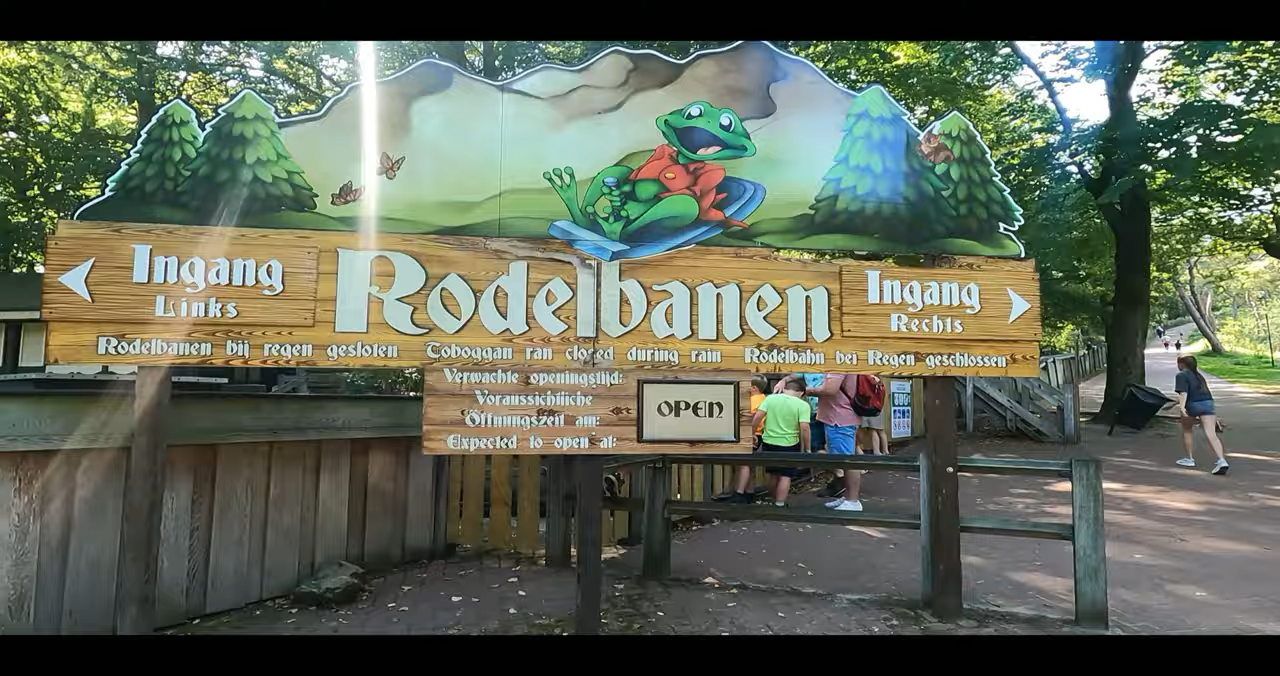 Ingang
Links
Rodelbanen
Ingang
Rechts
Rodelbanen bij regen gesloten Toboggan ran closed during rain Rodelbahn bei Regen geschlossen
Verwachte openingstijd:
Voraussichtliche
Öffnungszeit am:
Expected to open at:
OPEN